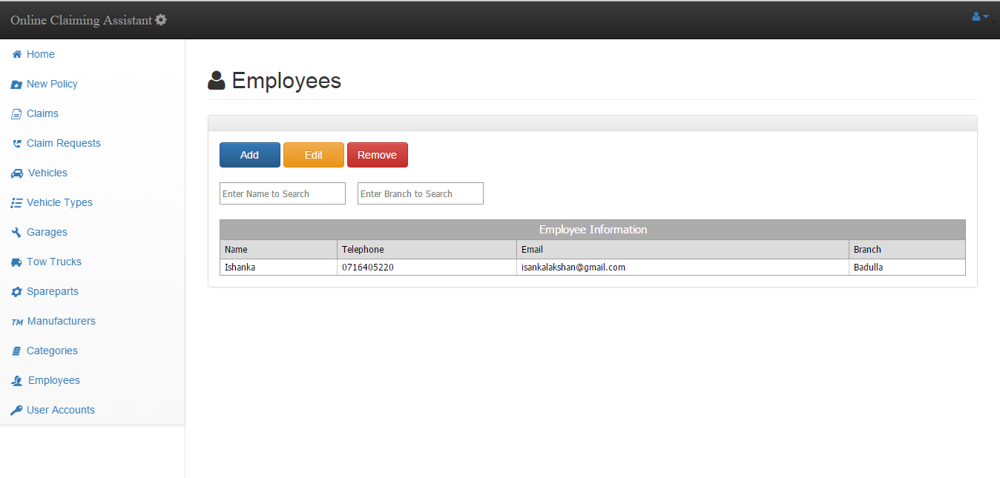 Online Claiming Assistant
Home
New Policy
Claims
Claim Requests
Vehicles
Vehicle Types
Garages
Tow Trucks
Spareparts
TM Manufacturers
Categories
Employees
User Accounts
Employees
Add Edit Remove
Enter Name to Search Enter Branch to Search
Employee Information
Name Telephone Email Branch
Ishanka 0716405220 isankalakshan@gmail.com Badulla